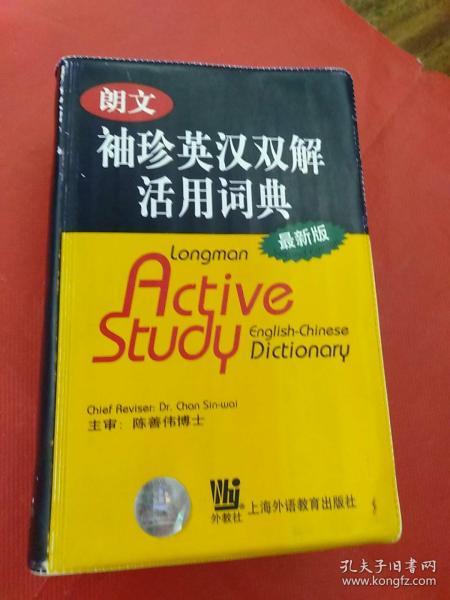 朗文
袖珍英汉双解
活用词典
最新版
Longman
Active
Study
English-Chinese
Dictionary
Chief Reviser: Dr. Chan Sin-wai
主审：陈善伟博士
Whj
外教社
®
上海外语教育出版社
孔夫子旧书网
www.kongfz.com